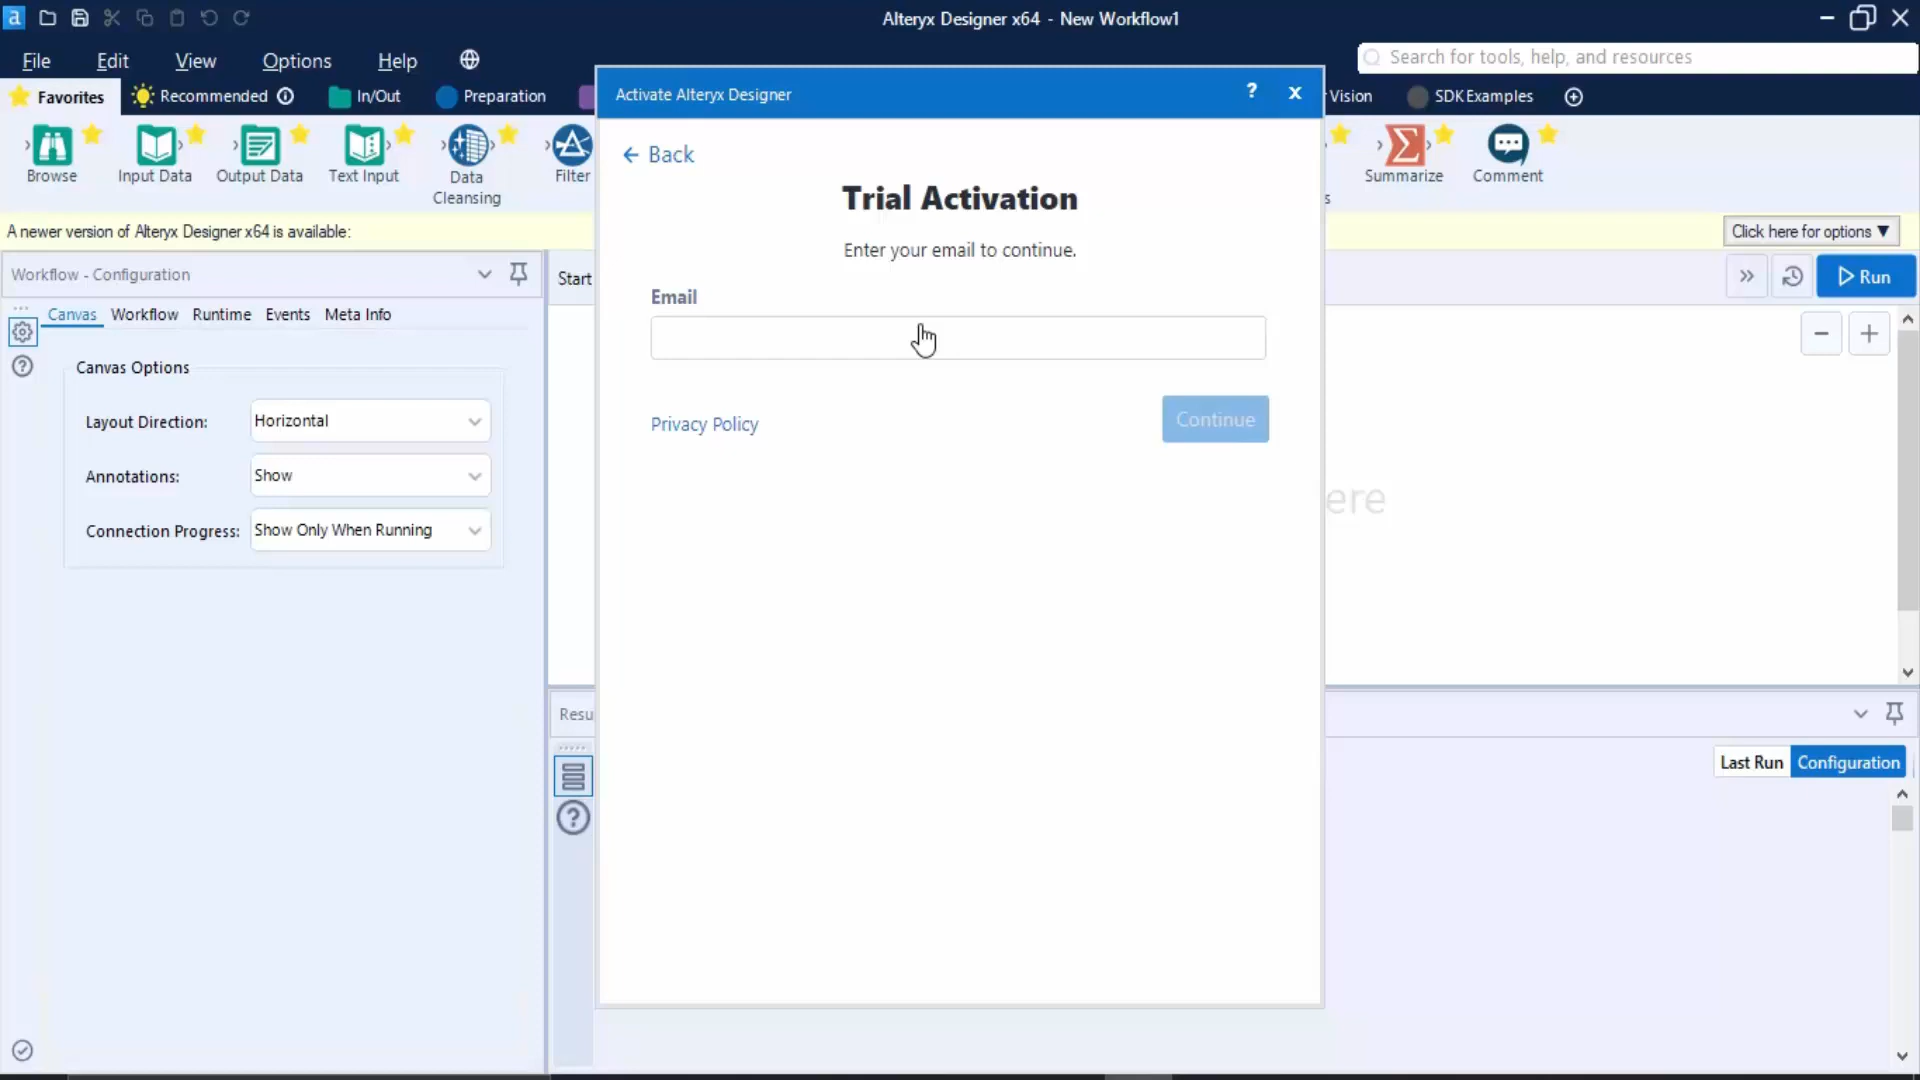 a
Alteryx Designer x64 - New Workflow1
File Edit View Options Help
Search for tools, help, and resources
Favorites Recommended In/Out Preparation
Vision SDK Examples
Browse Input Data Output Data Text Input Data
Cleansing Filter
Summarize Comment
s
A newer version of Alteryx Designer x64 is available:
Click here for options ▼
Workflow - Configuration
Start
Run
Canvas Workflow Runtime Events Meta Info
Canvas Options
Layout Direction: Horizontal
Annotations: Show
Connection Progress: Show Only When Running
Activate Alteryx Designer ? x
← Back
Trial Activation
Enter your email to continue.
Email
Privacy Policy
Continue
ere
Resu
Last Run Configuration